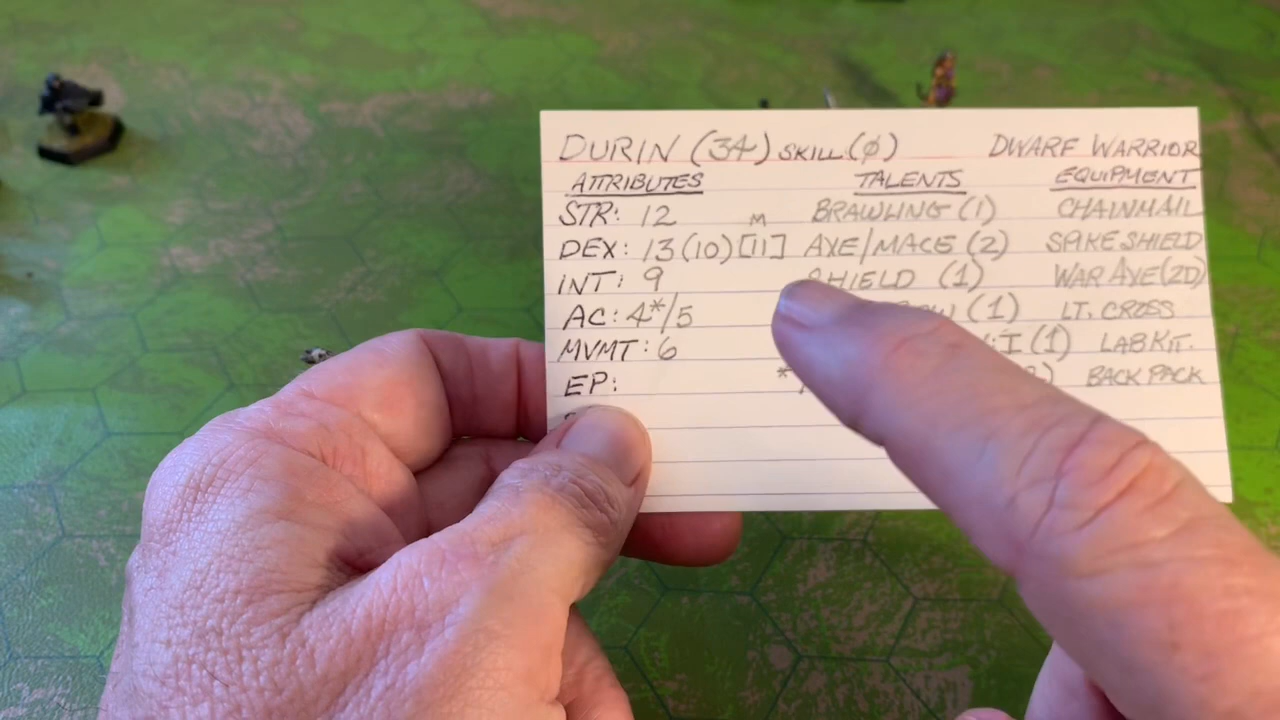 DURIN (34) SKILL:(∅) DWARF WARRIOR
ATTRIBUTES TALENTS EQUIPMENT
STR: 12 BRAWLING (1) CHAINMAIL
M
DEX: 13(10)[11] AXE/MACE (2) SPIKE SHIELD
INT: 9 SHIELD (1) WAR AXE(2D)
AC: 4*/5 (1) LT. CROSS
MVMT: 6 (1) LAB KIT.
EP: * BACK PACK